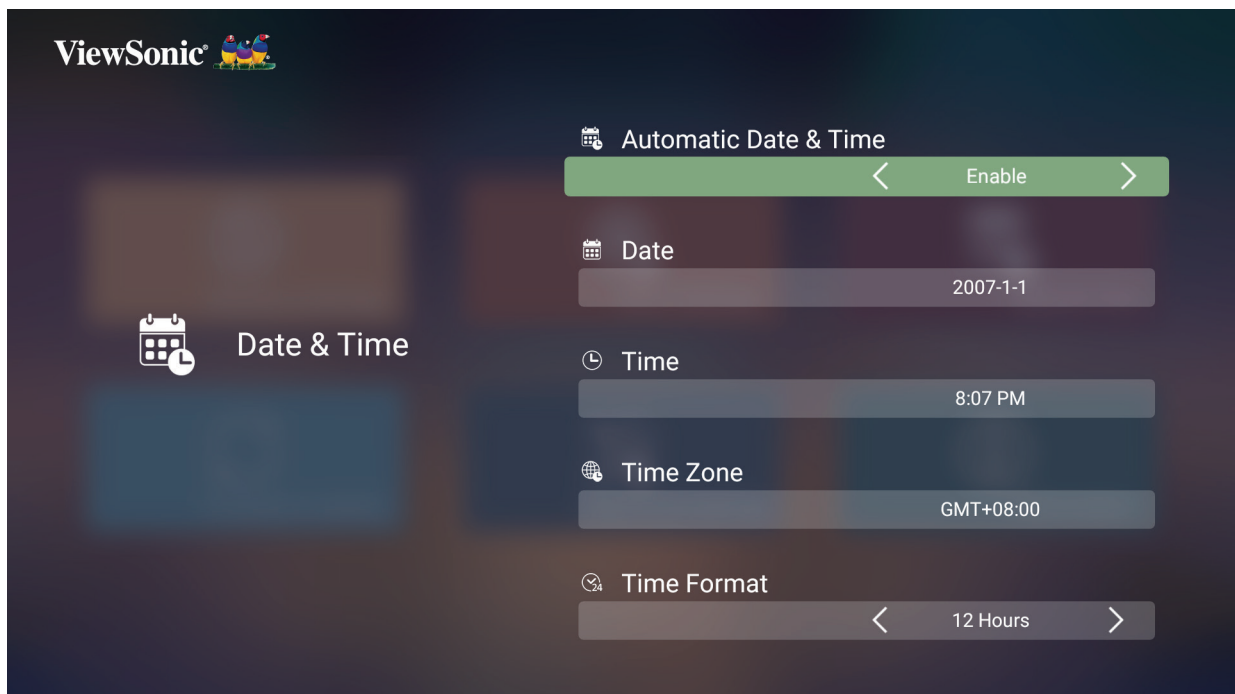 ViewSonic®
Automatic Date & Time
Enable
Date
2007-1-1
Date & Time
Time
8:07 PM
Time Zone
GMT+08:00
Time Format
12 Hours